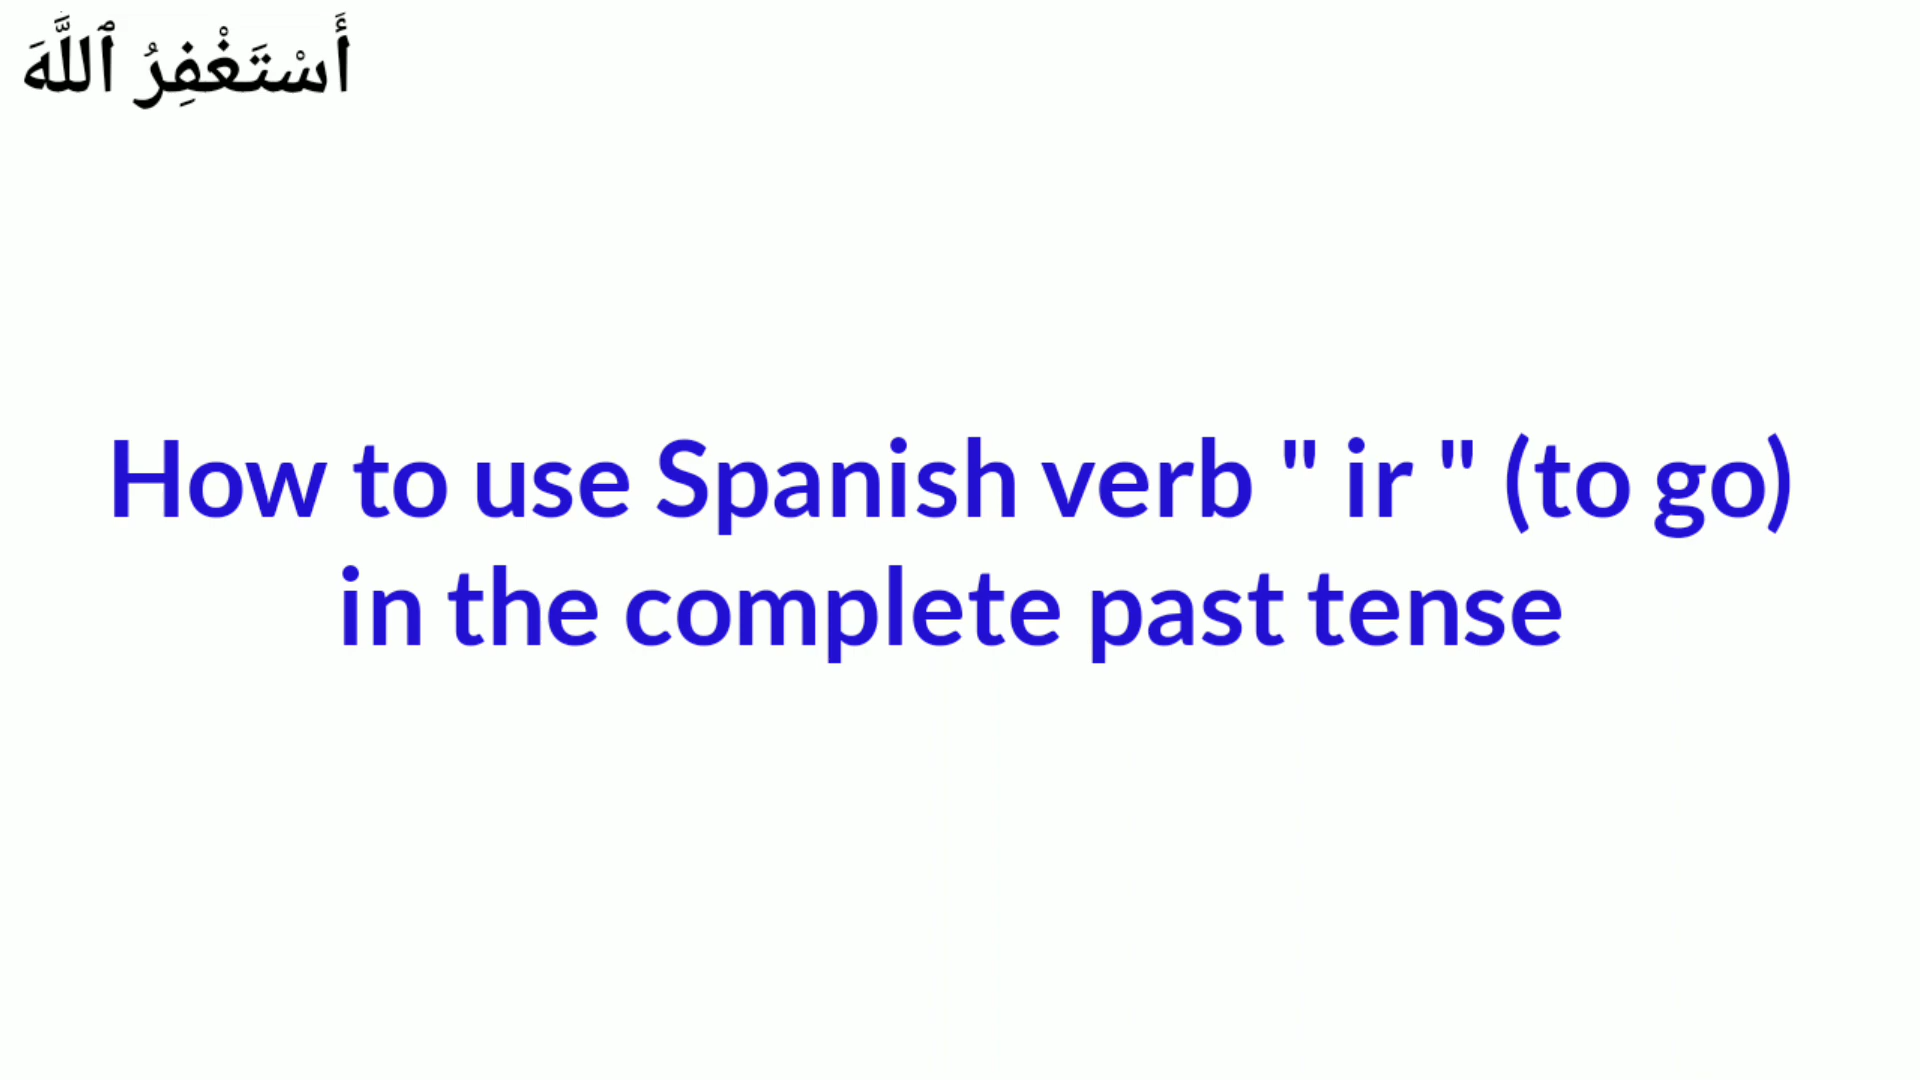 أَسْتَغْفِرُ ٱللَّهَ
How to use Spanish verb " ir " (to go)
in the complete past tense